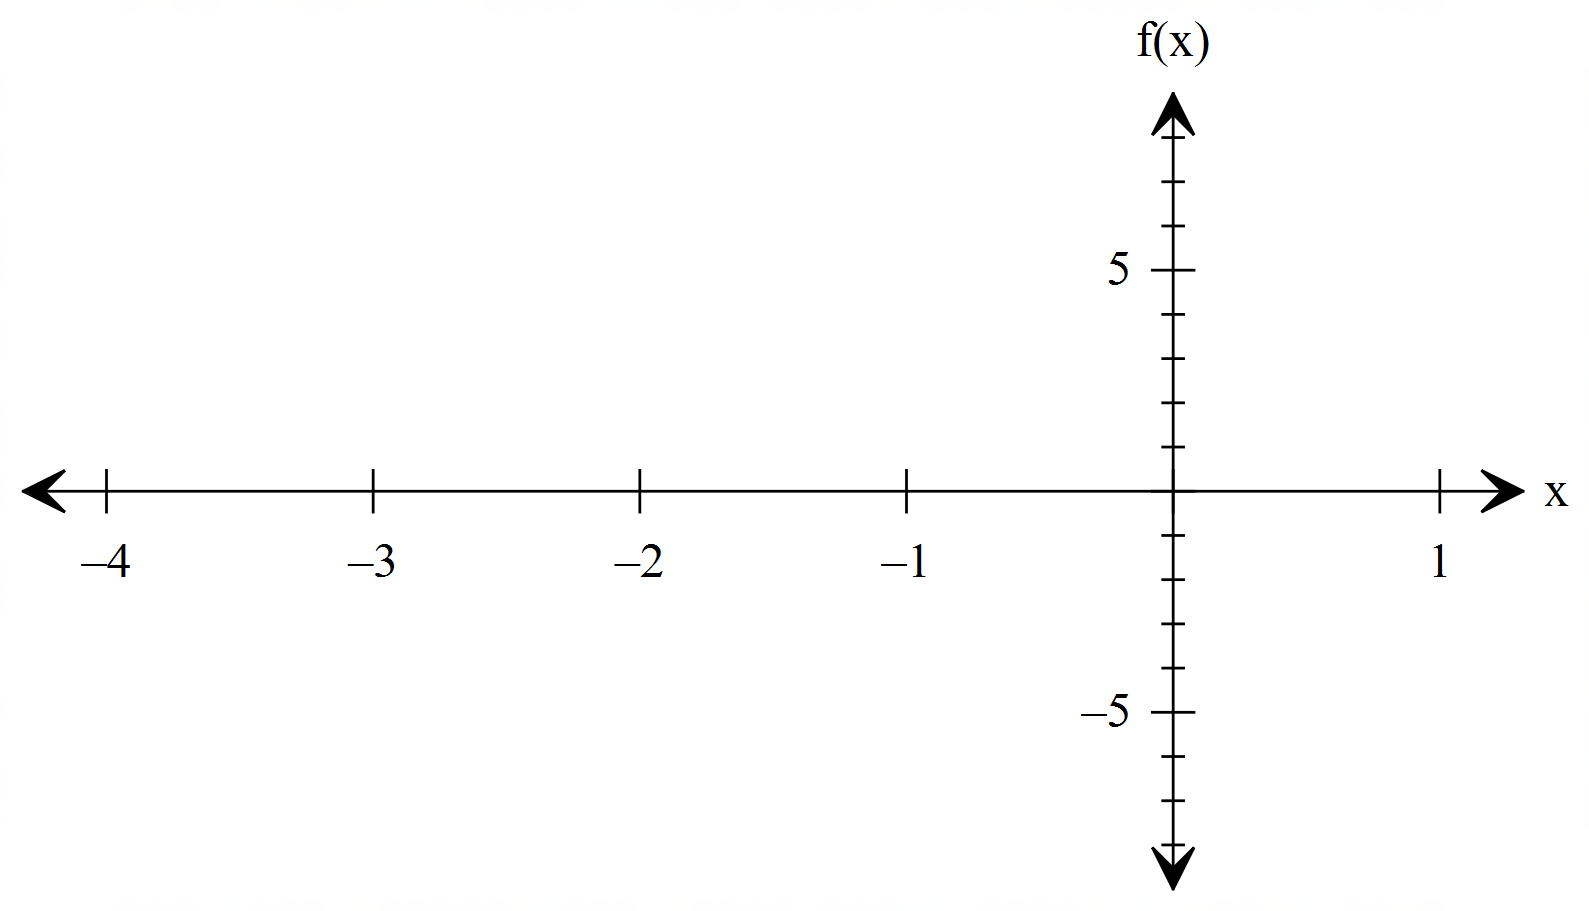 f(x)
5
x
–4 –3 –2 –1 1
–5